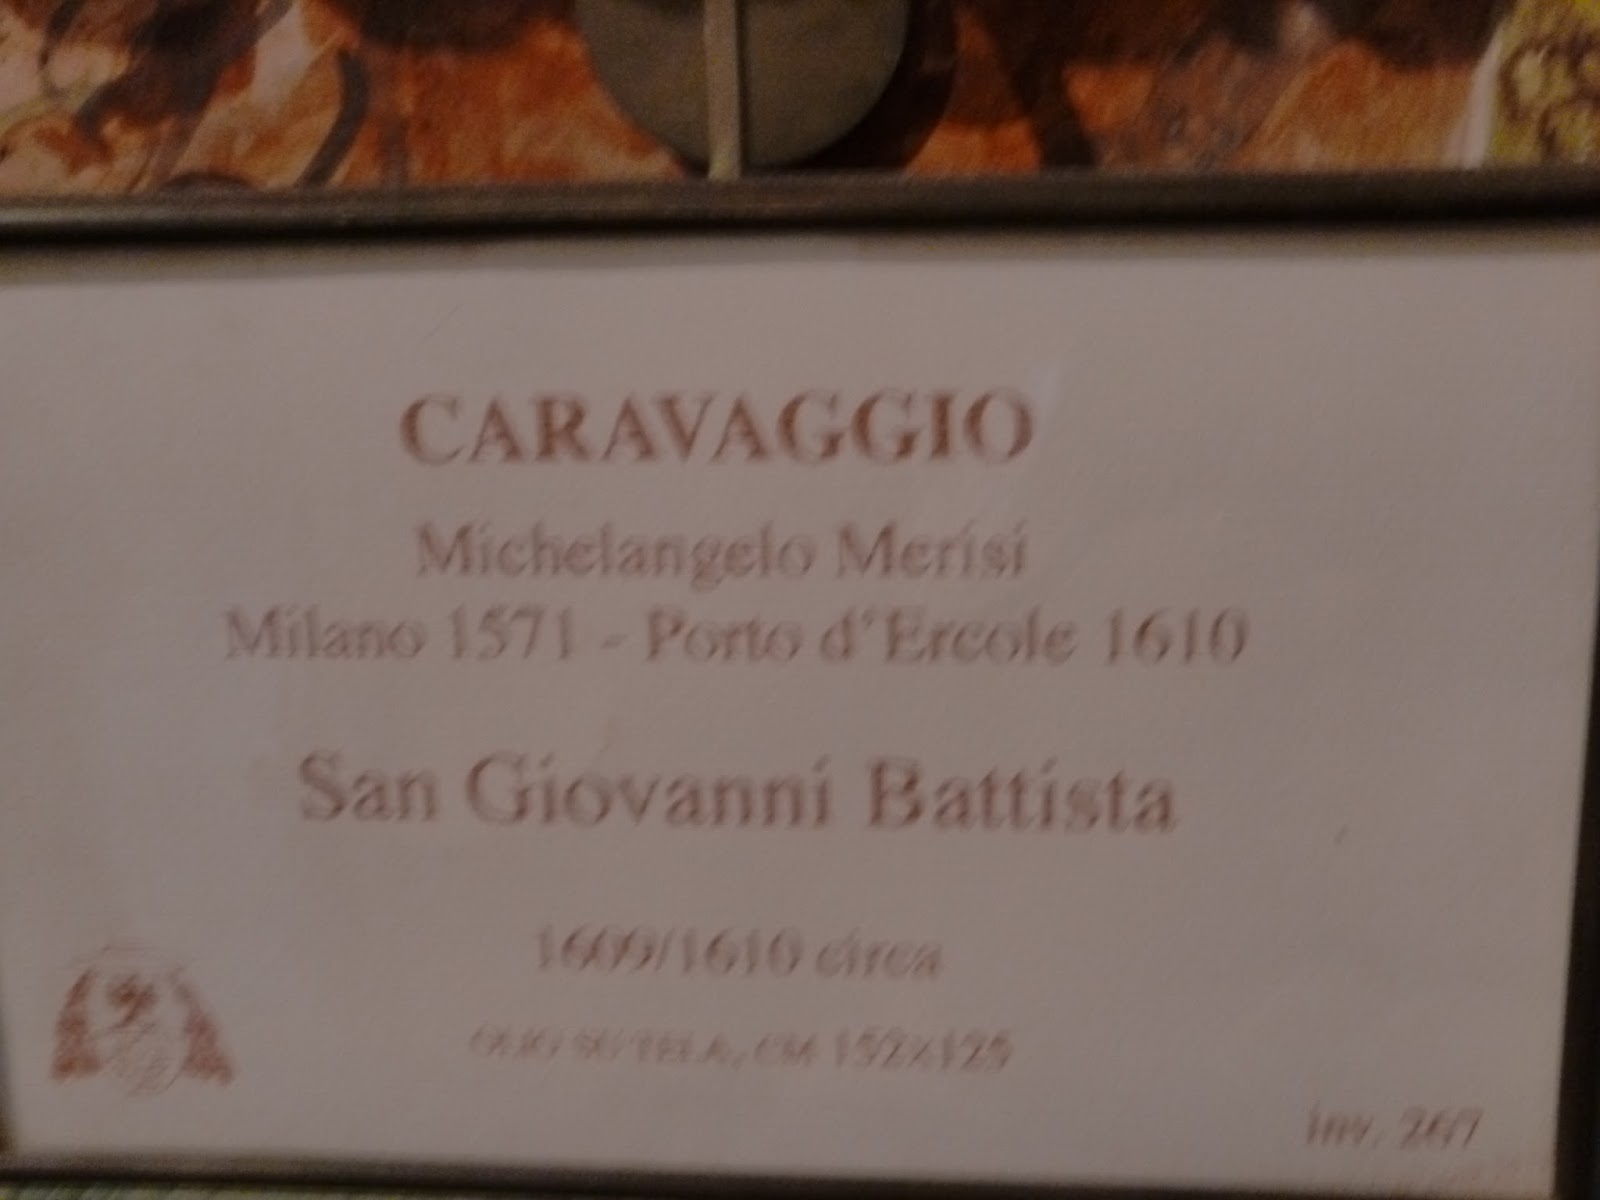 CARAVAGGIO
Michelangelo Merisi
Milano 1571 - Porto d'Ercole 1610
San Giovanni Battista
1609/1610 circa
OLIO SU TELA, CM 152x125
inv. 267